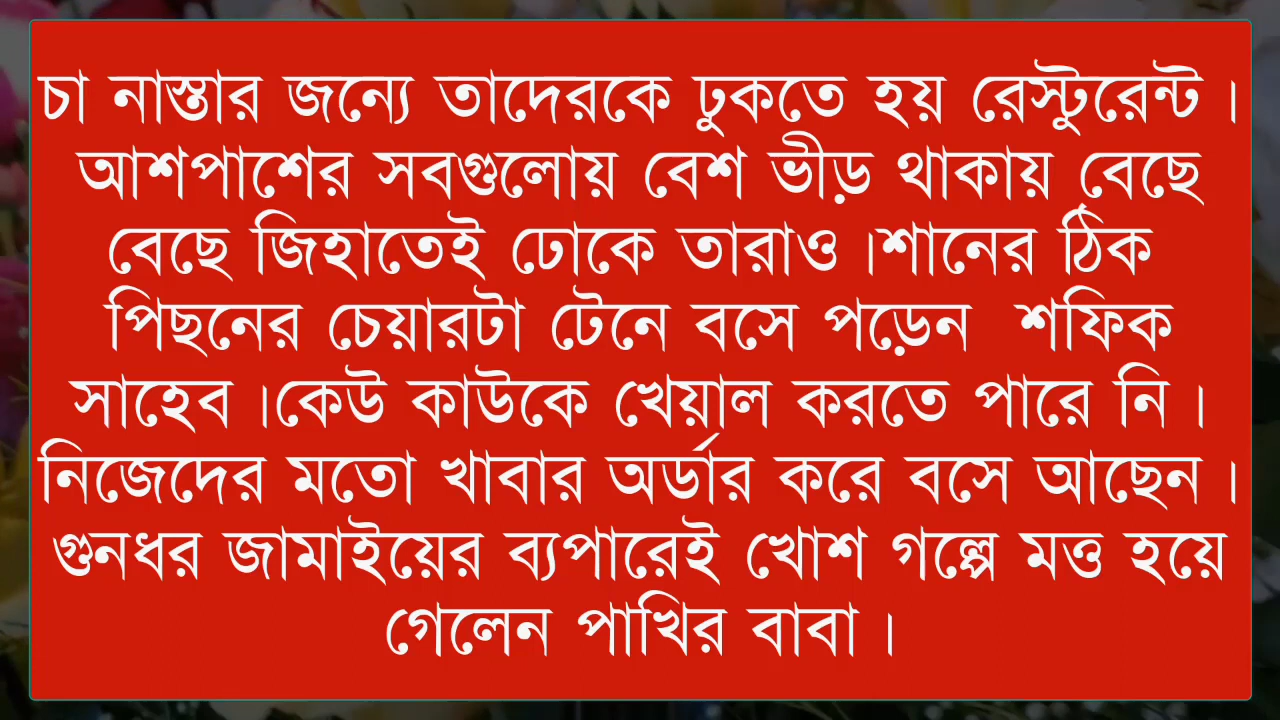 চা নাস্তার জন্যে তাদেরকে ঢুকতে হয় রেস্টুরেন্ট ।
আশপাশের সবগুলোয় বেশ ভীড় থাকায় বেছে
বেছে জিহাতেই ঢোকে তারাও ।শানের ঠিক
পিছনের চেয়ারটা টেনে বসে পড়েন শফিক
সাহেব ।কেউ কাউকে খেয়াল করতে পারে নি ।
নিজেদের মতো খাবার অর্ডার করে বসে আছেন ।
গুনধর জামাইয়ের ব্যপারেই খোশ গল্পে মত্ত হয়ে
গেলেন পাখির বাবা ।